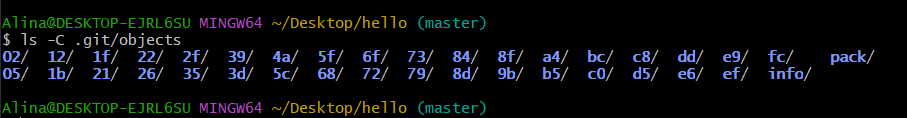 Alina@DESKTOP-EJRL6SU MINGW64 ~/Desktop/hello (master)
$ ls -C .git/objects
02/ 12/ 1f/ 22/ 2f/ 39/ 4a/ 5f/ 6f/ 73/ 84/ 8f/ a4/ bc/ c8/ dd/ e9/ fc/ pack/
05/ 1b/ 21/ 26/ 35/ 3d/ 5c/ 68/ 72/ 79/ 8d/ 9b/ b5/ c0/ d5/ e6/ ef/ info/
Alina@DESKTOP-EJRL6SU MINGW64 ~/Desktop/hello (master)